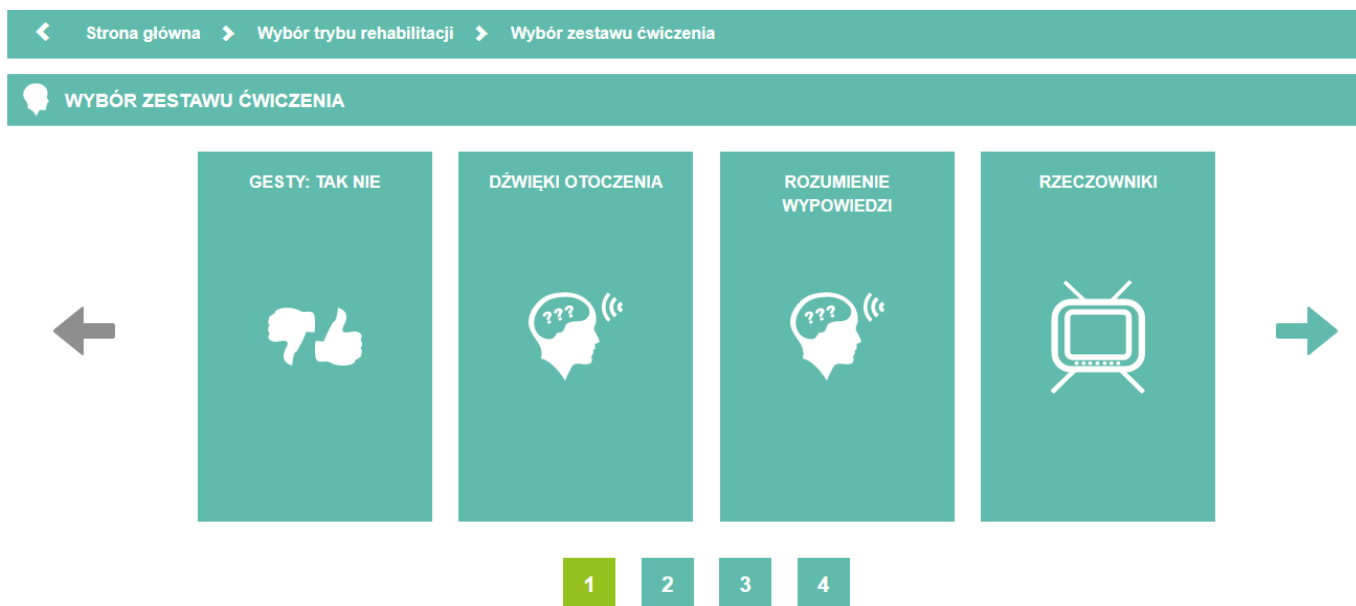 Strona główna Wybór trybu rehabilitacji Wybór zestawu ćwiczenia
WYBÓR ZESTAWU ĆWICZENIA
GESTY: TAK NIE
DŹWIĘKI OTOCZENIA
ROZUMIENIE
WYPOWIEDZI
RZECZOWNIKI
???
???
1 2 3 4